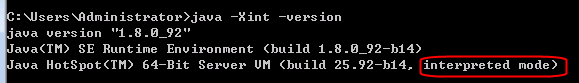 C:\Users\Administrator>java -Xint -version
java version "1.8.0_92"
Java(TM) SE Runtime Environment (build 1.8.0_92-b14)
Java HotSpot(TM) 64-Bit Server VM (build 25.92-b14, interpreted mode)